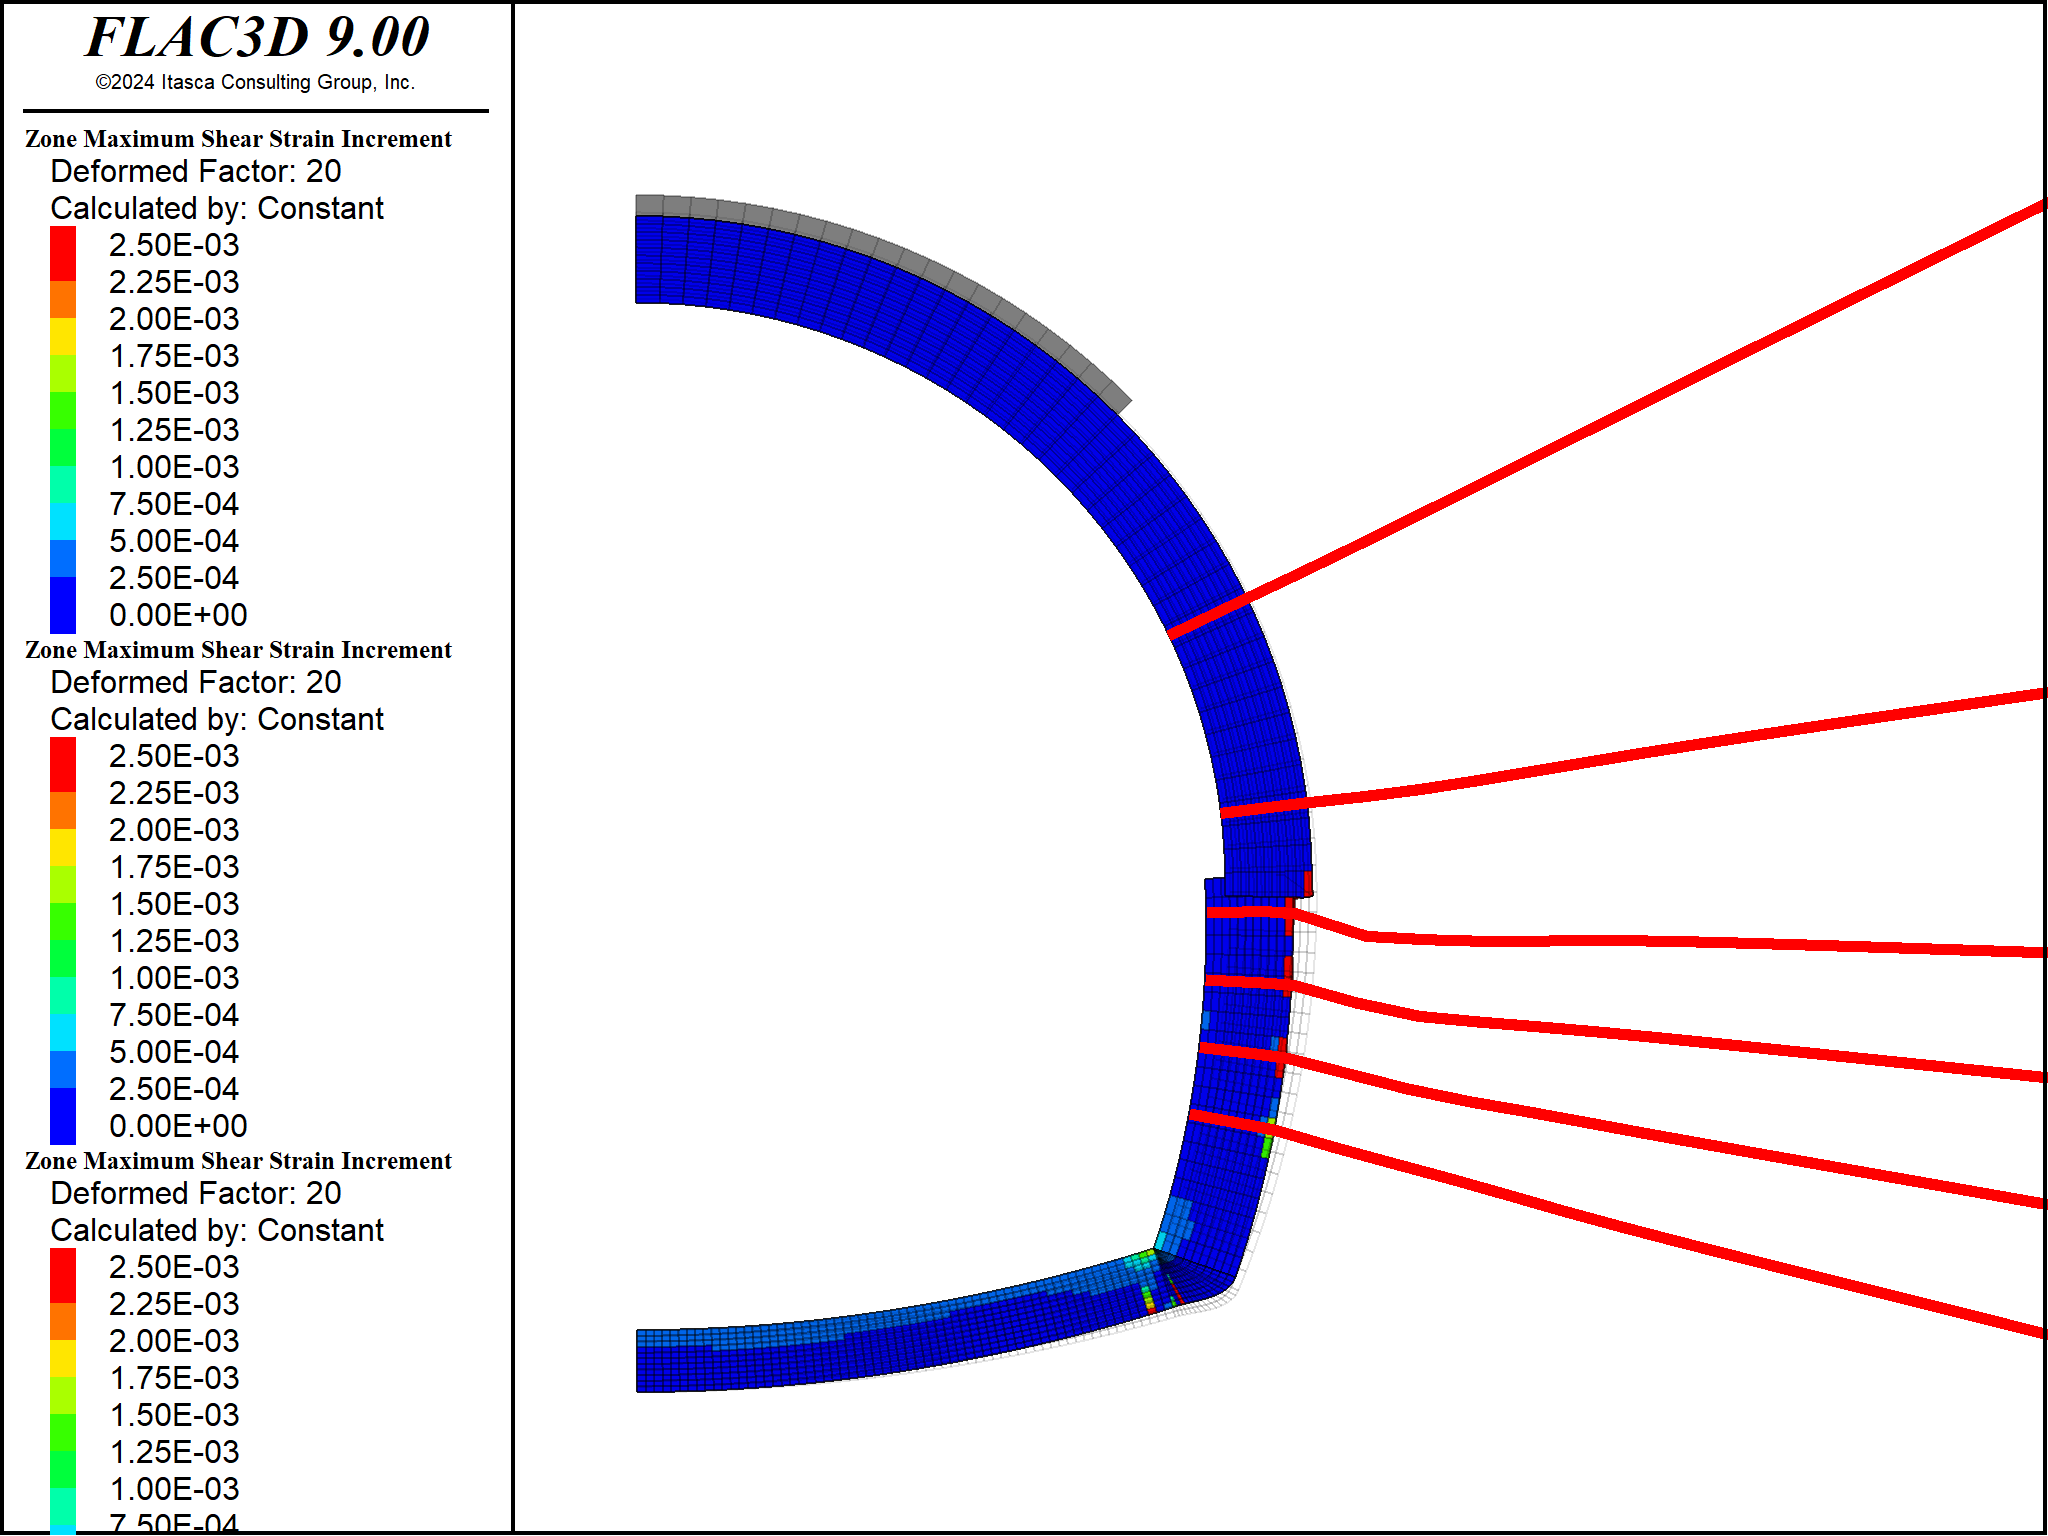 FLAC3D 9.00
©2024 Itasca Consulting Group, Inc.
Zone Maximum Shear Strain Increment
Deformed Factor: 20
Calculated by: Constant
2.50E-03
2.25E-03
2.00E-03
1.75E-03
1.50E-03
1.25E-03
1.00E-03
7.50E-04
5.00E-04
2.50E-04
0.00E+00
Zone Maximum Shear Strain Increment
Deformed Factor: 20
Calculated by: Constant
2.50E-03
2.25E-03
2.00E-03
1.75E-03
1.50E-03
1.25E-03
1.00E-03
7.50E-04
5.00E-04
2.50E-04
0.00E+00
Zone Maximum Shear Strain Increment
Deformed Factor: 20
Calculated by: Constant
2.50E-03
2.25E-03
2.00E-03
1.75E-03
1.50E-03
1.25E-03
1.00E-03
7.50E-04